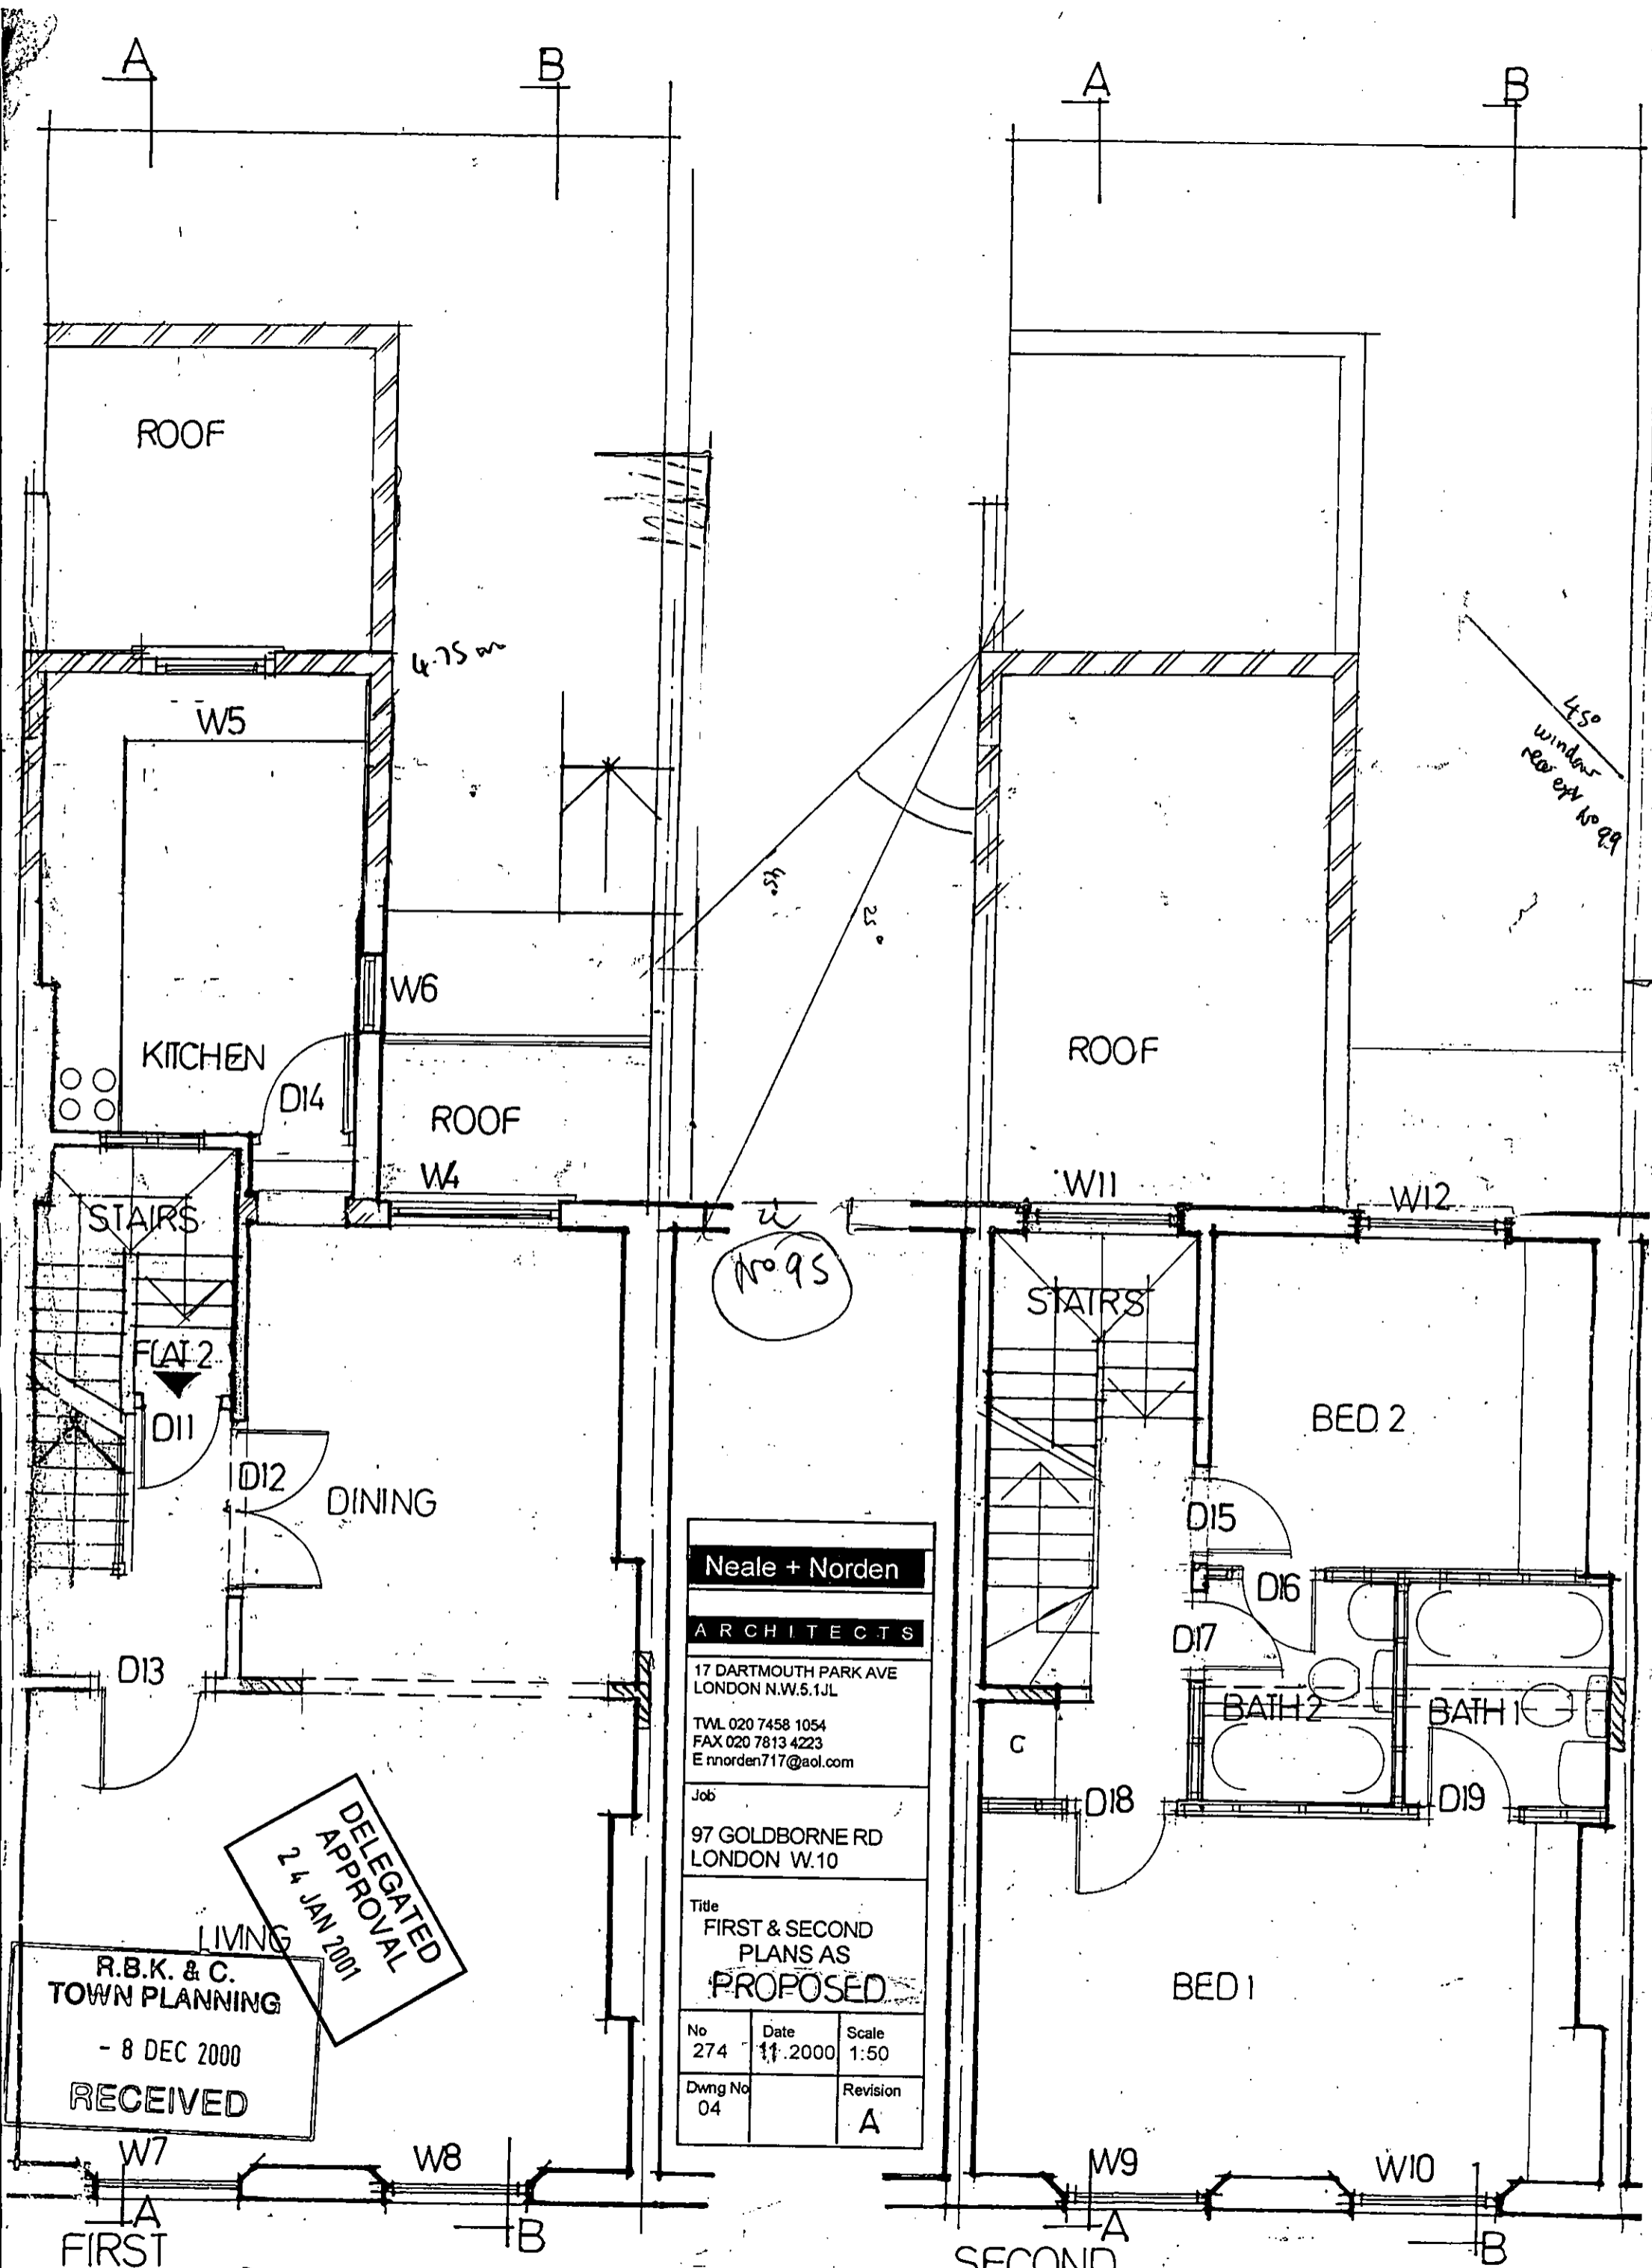 A
B
A
B
ROOF
4.75 m
W5
45°
window
rear ext
No 99
45°
25°
W6
KITCHEN
D14
ROOF
ROOF
W4
W11
W12
STAIRS
No. 95
STAIRS
FLAT 2
D11
D12
DINING
BED 2
D15
D16
D17
D13
BATH 2
BATH 1
C
D18
D19
Neale + Norden
ARCHITECTS
17 DARTMOUTH PARK AVE
LONDON N.W.5.1JL
TWL 020 7458 1054
FAX 020 7813 4223
E nnorden717@aol.com
Job
97 GOLDBORNE RD
LONDON W.10
Title
FIRST & SECOND
PLANS AS
PROPOSED
No
274
Date
11.2000
Scale
1:50
Dwng No
04
Revision
A
DELEGATED
APPROVAL
24 JAN 2001
LIVING
R.B.K. & C.
TOWN PLANNING
- 8 DEC 2000
RECEIVED
BED 1
W7
W8
W9
W10
A
B
A
B
FIRST
SECOND